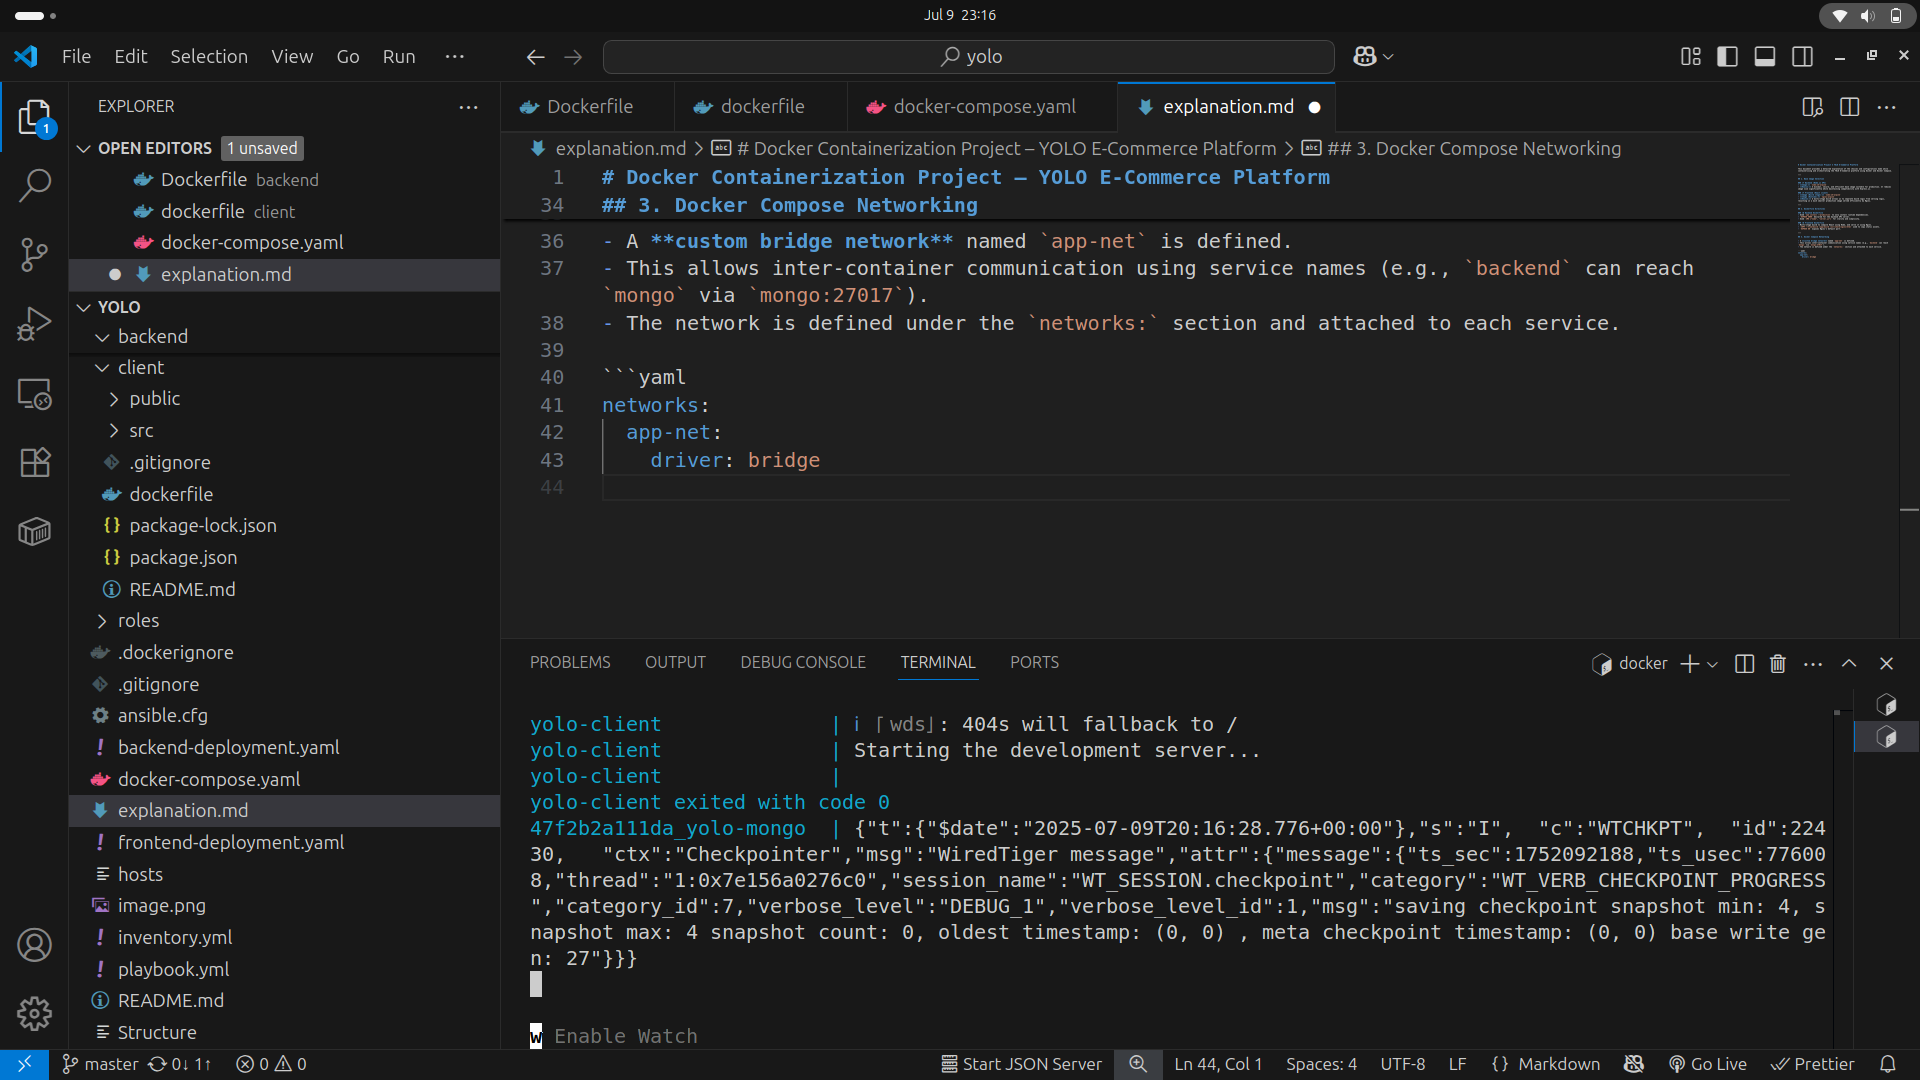 Jul 9 23:16
File Edit Selection View Go Run ···
yolo
EXPLORER ···
OPEN EDITORS 1 unsaved
Dockerfile backend
dockerfile client
docker-compose.yaml
explanation.md
YOLO
backend
client
public
src
.gitignore
dockerfile
package-lock.json
package.json
README.md
roles
.dockerignore
.gitignore
ansible.cfg
backend-deployment.yaml
docker-compose.yaml
explanation.md
frontend-deployment.yaml
hosts
image.png
inventory.yml
playbook.yml
README.md
Structure
1
Dockerfile dockerfile docker-compose.yaml explanation.md
explanation.md > # Docker Containerization Project – YOLO E-Commerce Platform > ## 3. Docker Compose Networking
1 # Docker Containerization Project – YOLO E-Commerce Platform
34 ## 3. Docker Compose Networking
36 - A **custom bridge network** named `app-net` is defined.
37 - This allows inter-container communication using service names (e.g., `backend` can reach
`mongo` via `mongo:27017`).
38 - The network is defined under the `networks:` section and attached to each service.
39
40 ```yaml
41 networks:
42 app-net:
43 driver: bridge
44
PROBLEMS OUTPUT DEBUG CONSOLE TERMINAL PORTS
docker
yolo-client | i ｢wds｣: 404s will fallback to /
yolo-client | Starting the development server...
yolo-client |
yolo-client exited with code 0
47f2b2a111da_yolo-mongo | {"t":{"$date":"2025-07-09T20:16:28.776+00:00"},"s":"I", "c":"WTCHKPT", "id":224
30, "ctx":"Checkpointer","msg":"WiredTiger message","attr":{"message":{"ts_sec":1752092188,"ts_usec":77600
8,"thread":"1:0x7e156a0276c0","session_name":"WT_SESSION.checkpoint","category":"WT_VERB_CHECKPOINT_PROGRESS
","category_id":7,"verbose_level":"DEBUG_1","verbose_level_id":1,"msg":"saving checkpoint snapshot min: 4, s
napshot max: 4 snapshot count: 0, oldest timestamp: (0, 0) , meta checkpoint timestamp: (0, 0) base write ge
n: 27"}}}
w Enable Watch
master 0↓ 1↑ 0 0 Start JSON Server Ln 44, Col 1 Spaces: 4 UTF-8 LF {} Markdown Go Live Prettier